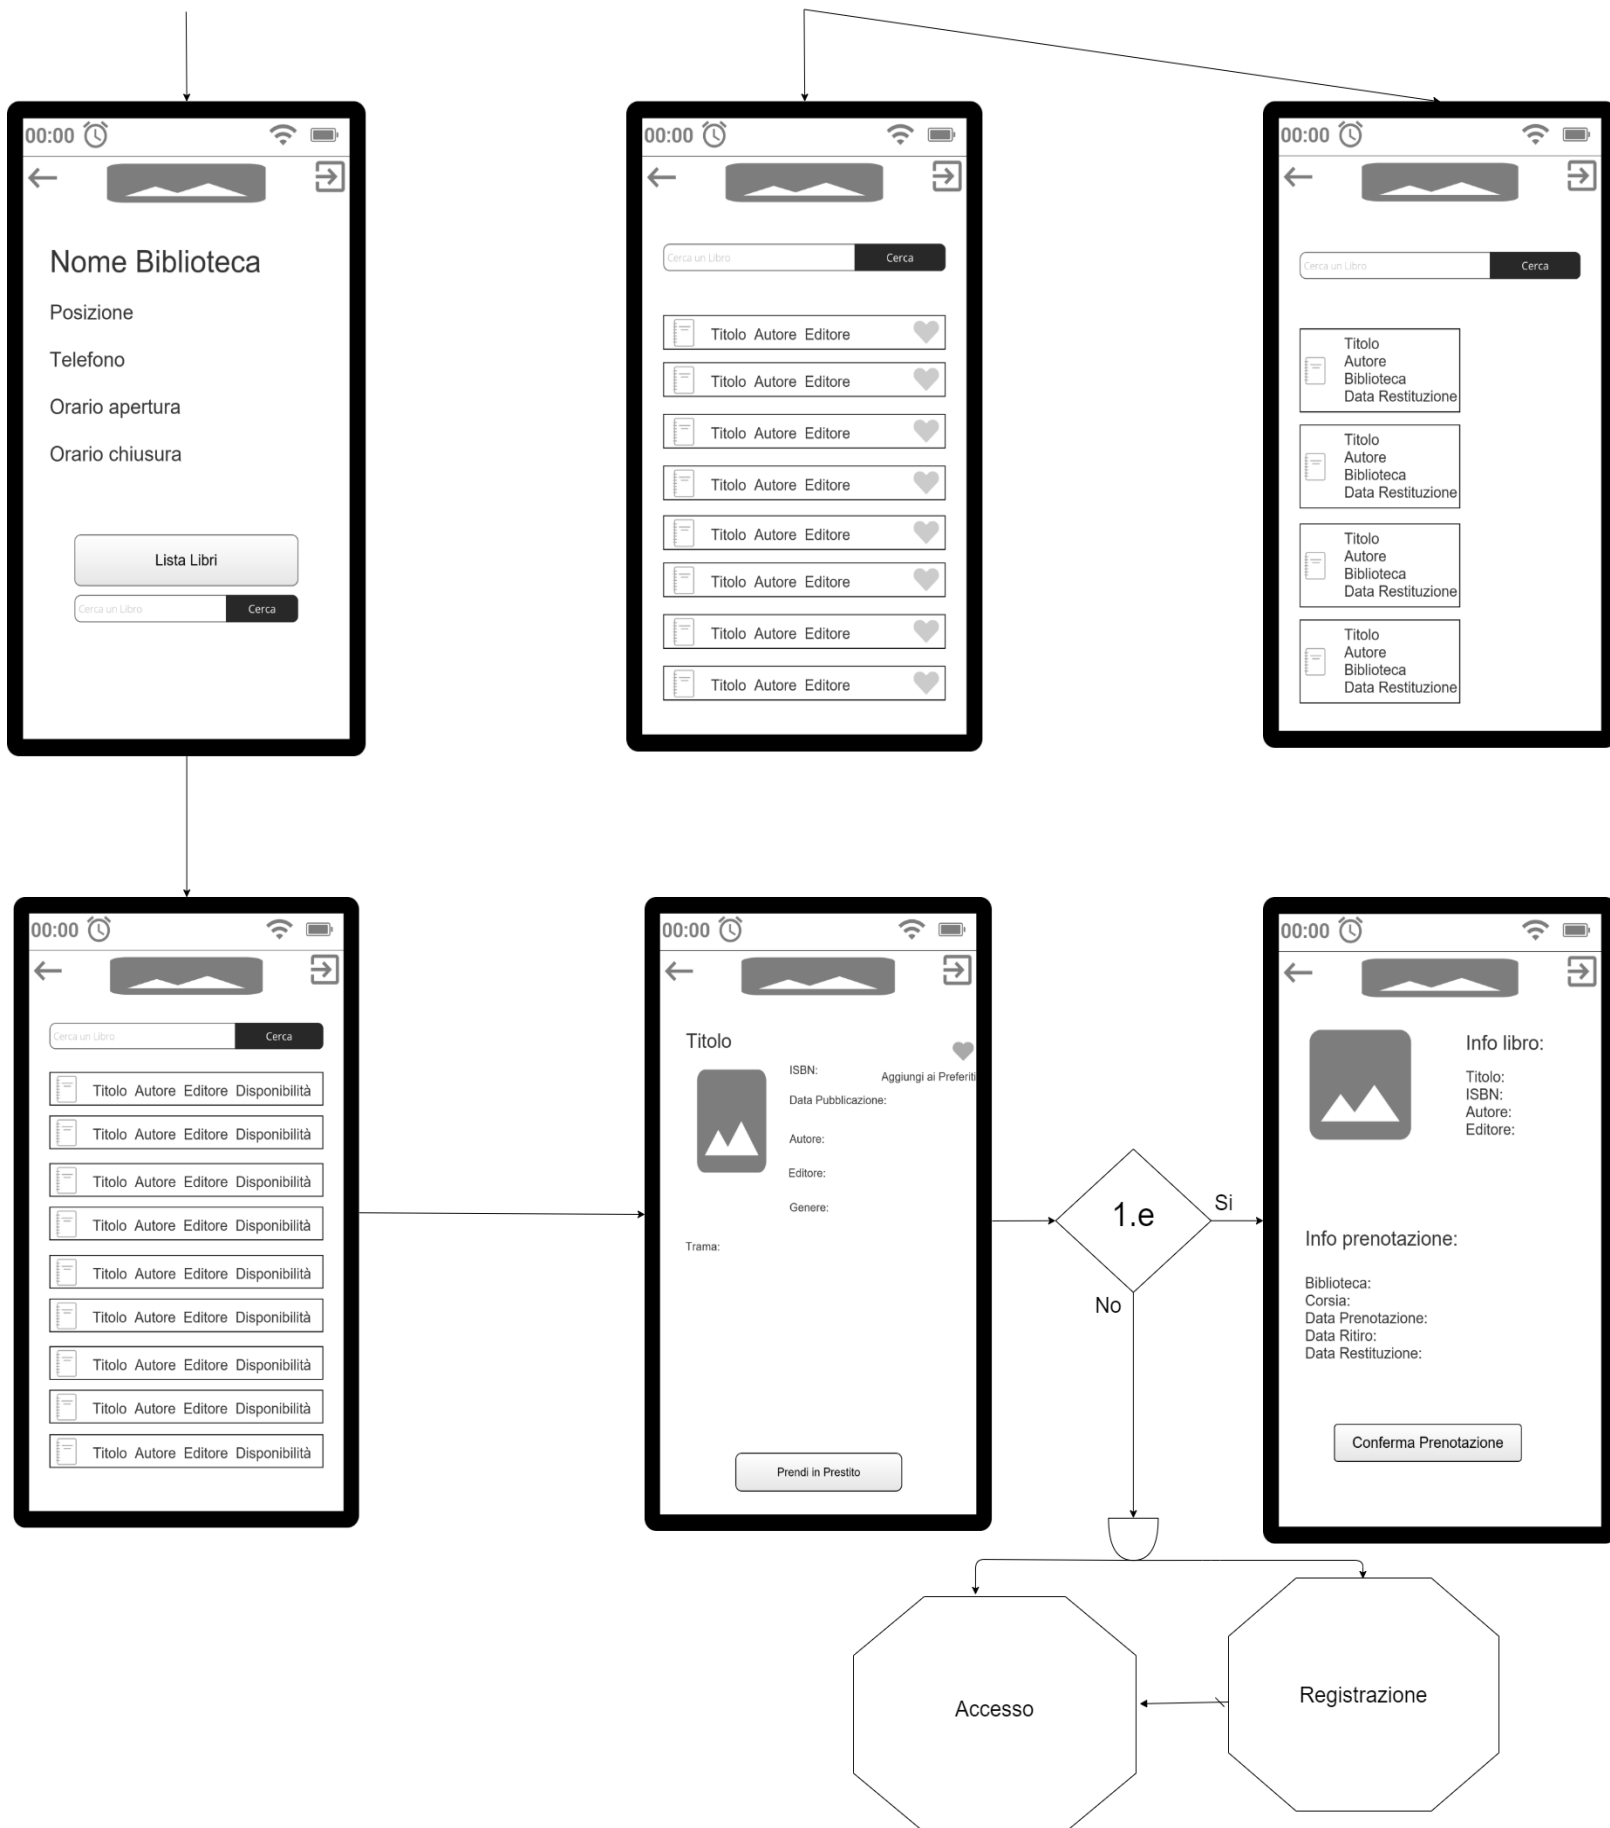 00:00
Nome Biblioteca
Posizione
Telefono
Orario apertura
Orario chiusura
Lista Libri
Cerca un Libro Cerca
00:00
Cerca un Libro Cerca
Titolo Autore Editore
Titolo Autore Editore
Titolo Autore Editore
Titolo Autore Editore
Titolo Autore Editore
Titolo Autore Editore
Titolo Autore Editore
Titolo Autore Editore
00:00
Cerca un Libro Cerca
Titolo
Autore
Biblioteca
Data Restituzione
Titolo
Autore
Biblioteca
Data Restituzione
Titolo
Autore
Biblioteca
Data Restituzione
Titolo
Autore
Biblioteca
Data Restituzione
00:00
Cerca un Libro Cerca
Titolo Autore Editore Disponibilità
Titolo Autore Editore Disponibilità
Titolo Autore Editore Disponibilità
Titolo Autore Editore Disponibilità
Titolo Autore Editore Disponibilità
Titolo Autore Editore Disponibilità
Titolo Autore Editore Disponibilità
Titolo Autore Editore Disponibilità
Titolo Autore Editore Disponibilità
00:00
Titolo
ISBN:
Aggiungi ai Preferiti
Data Pubblicazione:
Autore:
Editore:
Genere:
Trama:
Prendi in Prestito
1.e
Si
No
00:00
Info libro:
Titolo:
ISBN:
Autore:
Editore:
Info prenotazione:
Biblioteca:
Corsia:
Data Prenotazione:
Data Ritiro:
Data Restituzione:
Conferma Prenotazione
Accesso
Registrazione